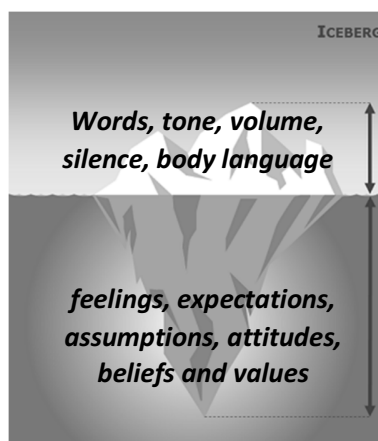 ICEBERG
Words, tone, volume,
silence, body language
feelings, expectations,
assumptions, attitudes,
beliefs and values